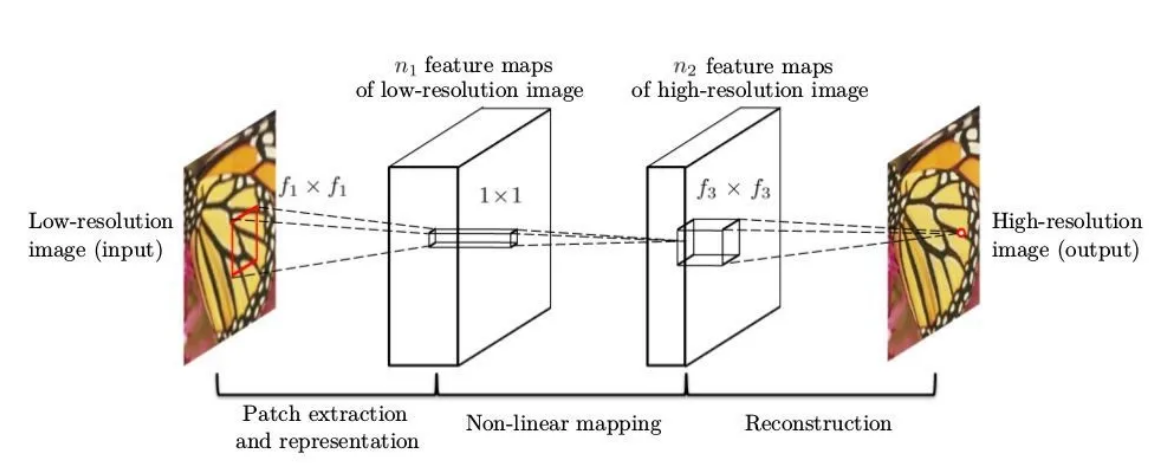 n₁ feature maps
of low-resolution image
n₂ feature maps
of high-resolution image
f₁ × f₁
1×1
f₃ × f₃
Low-resolution
image (input)
High-resolution
image (output)
Patch extraction
and representation
Non-linear mapping
Reconstruction